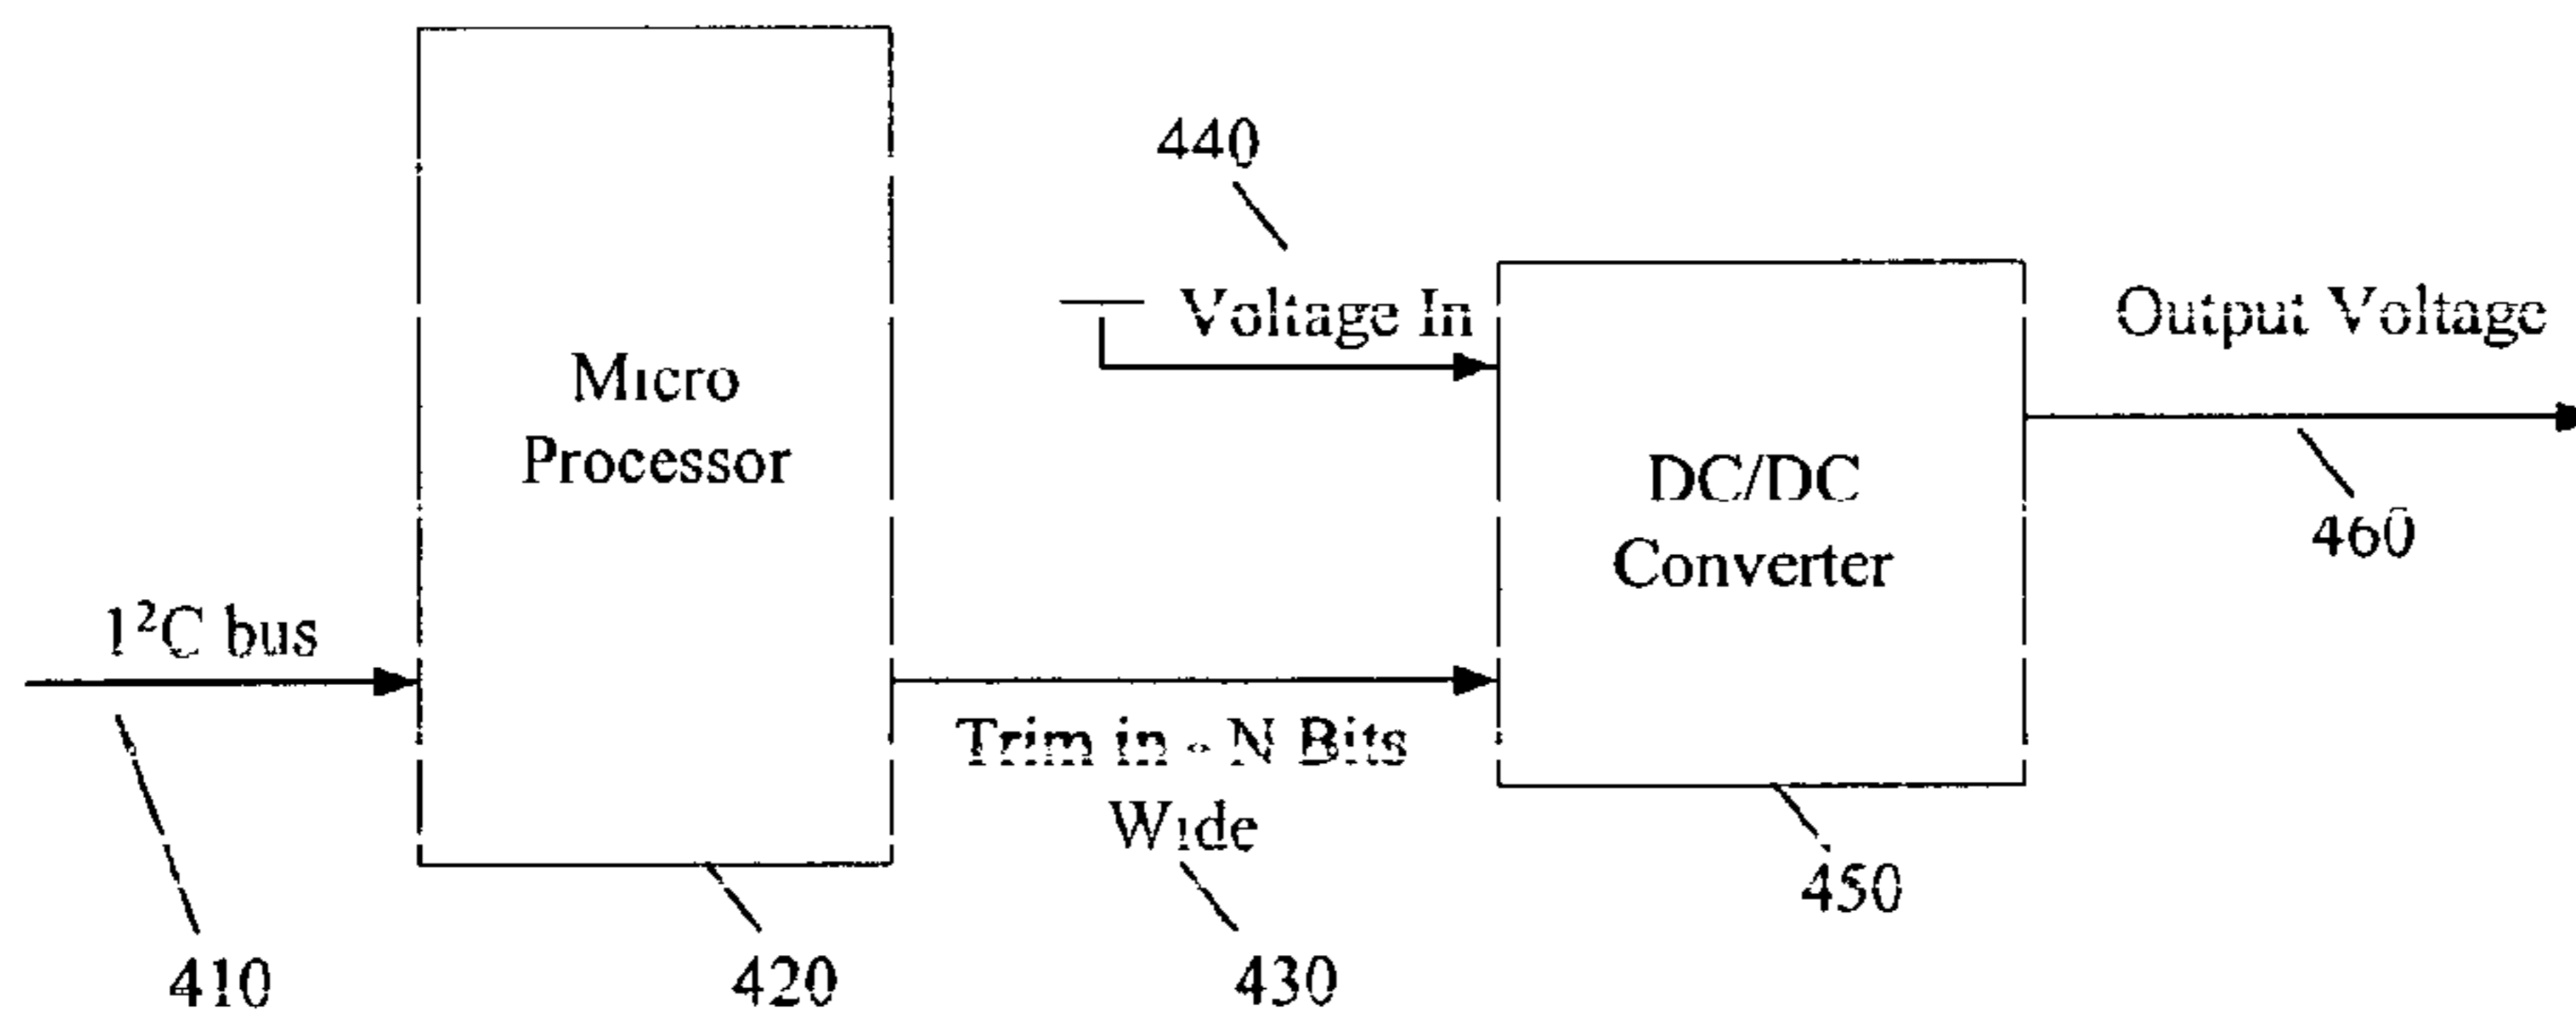 440
Voltage In
Output Voltage
Micro
Processor
DC/DC
Converter
460
I²C bus
Trim in - N Bits
Wide
450
410
420
430